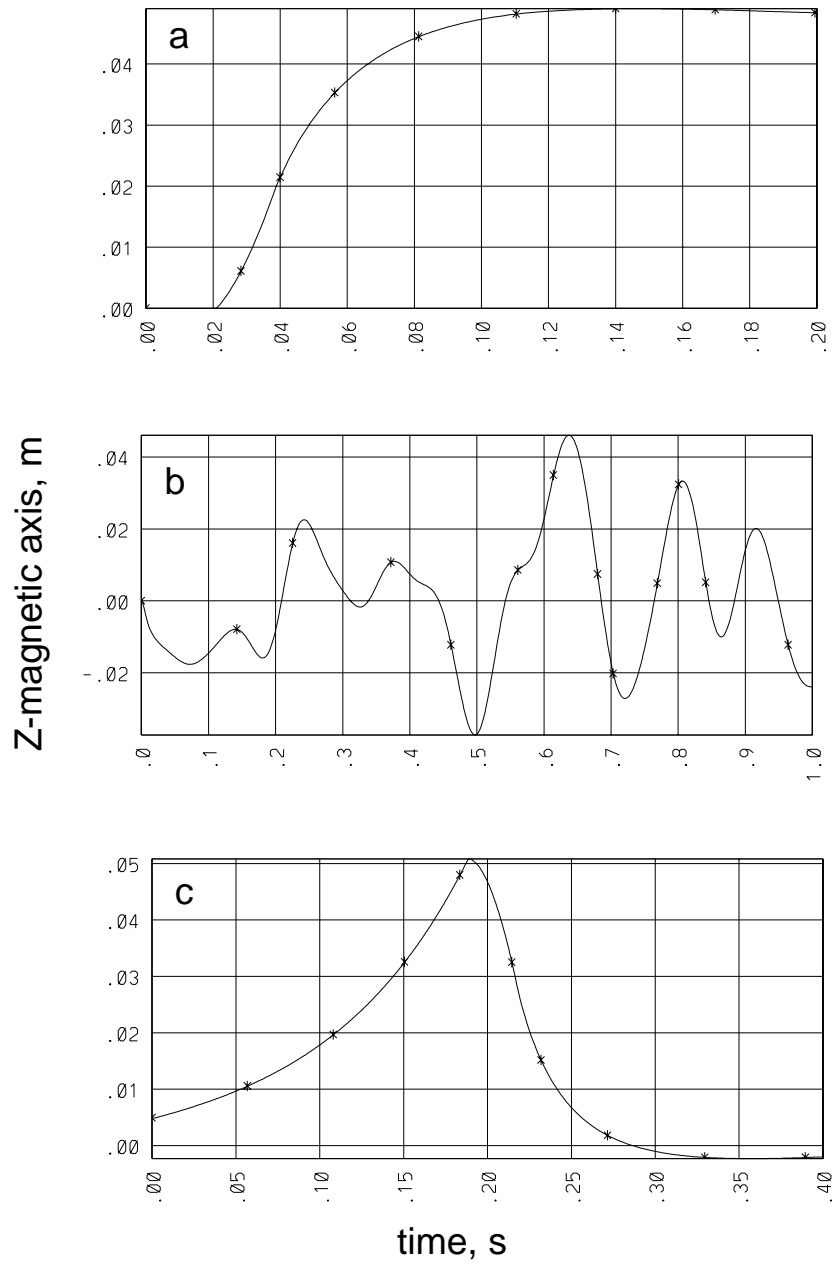 a
.04
.03
.02
.01
.00
.00 .02 .04 .06 .08 .10 .12 .14 .16 .18 .20
Z-magnetic axis, m
b
.04
.02
.00
-.02
.0 .1 .2 .3 .4 .5 .6 .7 .8 .9 1.0
c
.05
.04
.03
.02
.01
.00
.00 .05 .10 .15 .20 .25 .30 .35 .40
time, s